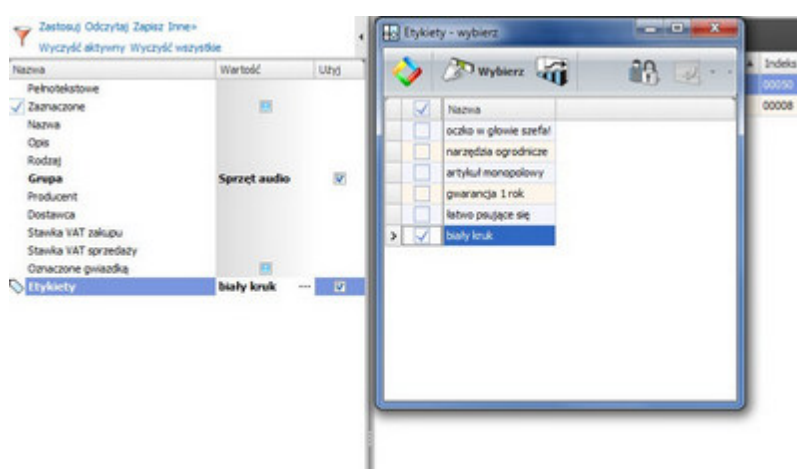 Zastosuj Odczytaj Zapisz Inne»
Wyczyść aktywny Wyczyść wszystkie
Nazwa Wartość Użyj
Pełnotekstowe
Zaznaczone
Nazwa
Opis
Rodzaj
Grupa Sprzęt audio
Producent
Dostawca
Stawka VAT zakupu
Stawka VAT sprzedaży
Oznaczone gwiazdką
Etykiety biały kruk ...
Etykiety - wybierz
Wybierz
Nazwa
oczko w głowie szefa!
narzędzia ogrodnicze
artykuł monopolowy
gwarancja 1 rok
łatwo psujące się
biały kruk
Indeks
00050
00008